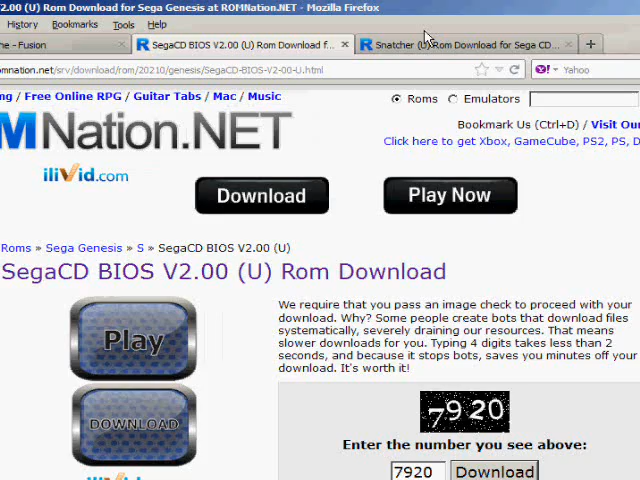 2.00 (U) Rom Download for Sega Genesis at ROMNation.NET - Mozilla Firefox
History Bookmarks Tools Help
ne - Fusion × SegaCD BIOS V2.00 (U) Rom Download f... × Snatcher (U) Rom Download for Sega CD... × +
omnation.net/srv/download/rom/20210/genesis/SegaCD-BIOS-V2-00-U.html Yahoo
ng / Free Online RPG / Guitar Tabs / Mac / Music Roms Emulators
MNation.NET
Bookmark Us (Ctrl+D) / Visit Our
Click here to get Xbox, GameCube, PS2, PS, D
iliVid.com
Download Play Now
Roms » Sega Genesis » S » SegaCD BIOS V2.00 (U)
SegaCD BIOS V2.00 (U) Rom Download
Play
DOWNLOAD
We require that you pass an image check to proceed with your
download. Why? Some people create bots that download files
systematically, severely draining our resources. That means
slower downloads for you. Typing 4 digits takes less than 2
seconds, and because it stops bots, saves you minutes off your
download. It's worth it!
7920
Enter the number you see above:
7920 Download